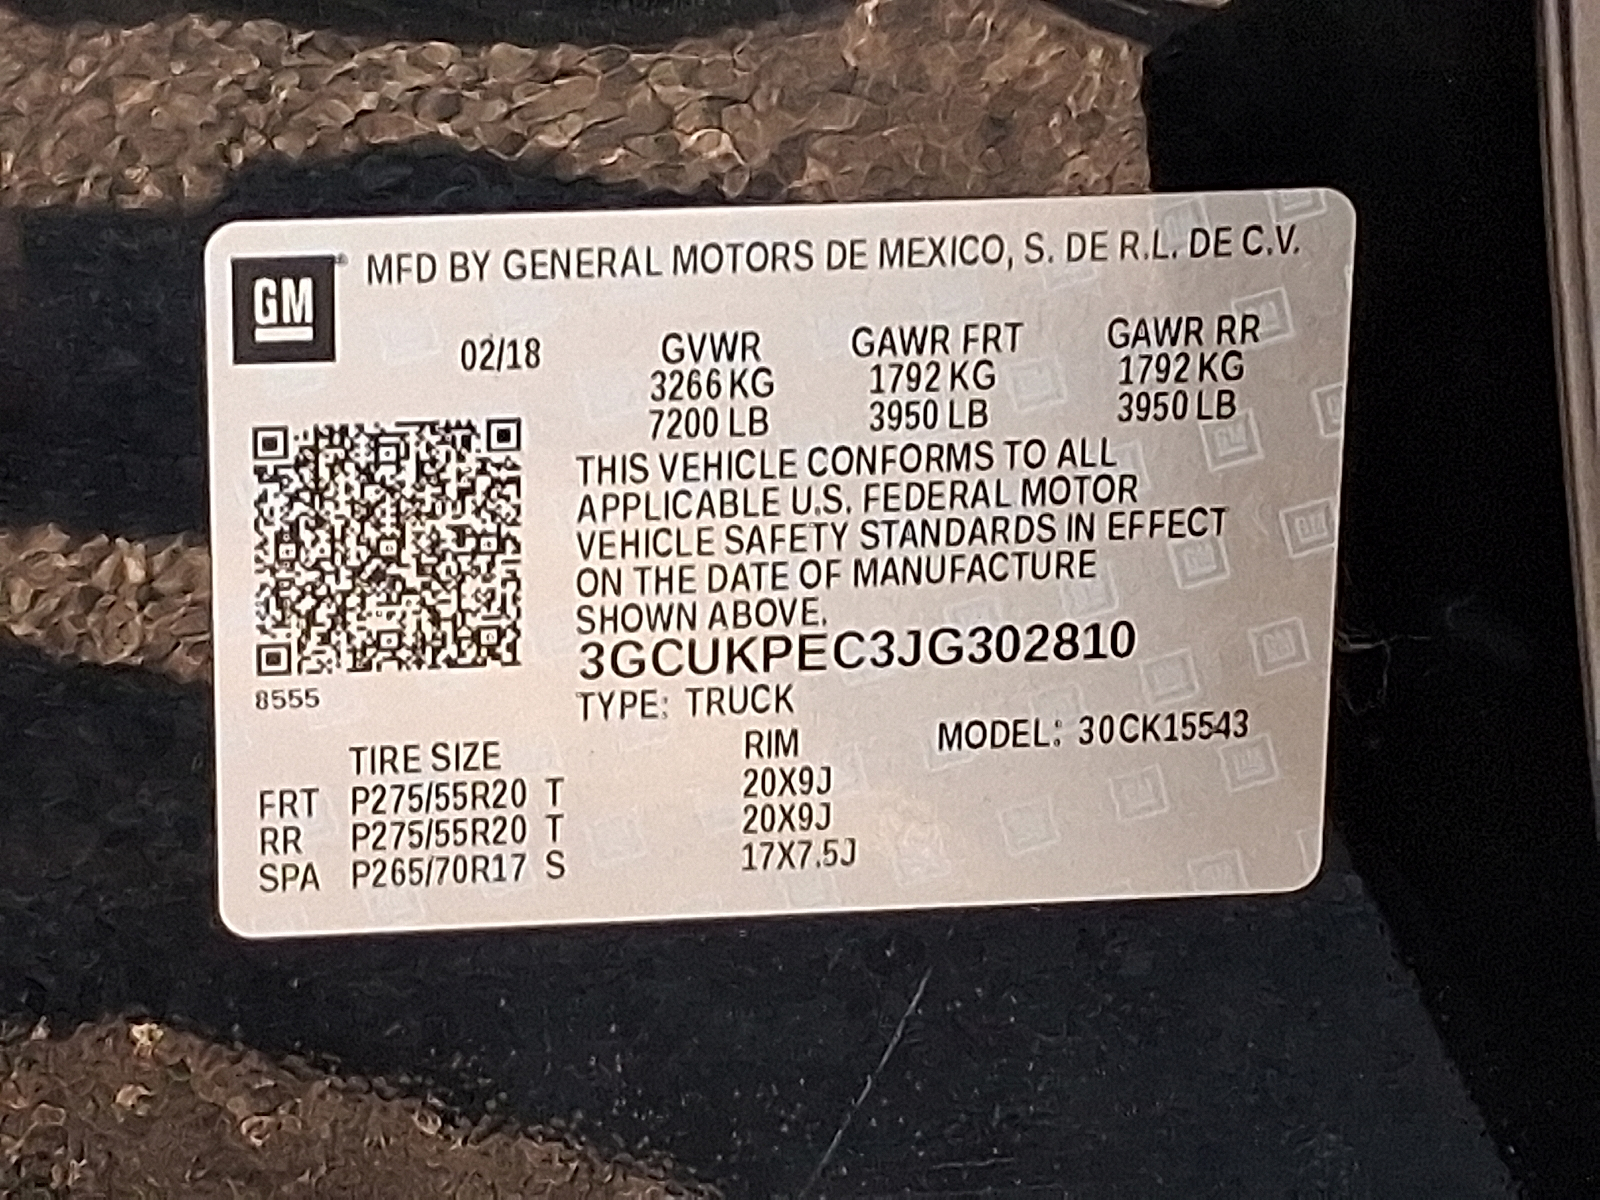 GM
MFD BY GENERAL MOTORS DE MEXICO, S. DE R.L. DE C.V.
02/18 GVWR GAWR FRT GAWR RR
3266 KG 1792 KG 1792 KG
7200 LB 3950 LB 3950 LB
THIS VEHICLE CONFORMS TO ALL
APPLICABLE U.S. FEDERAL MOTOR
VEHICLE SAFETY STANDARDS IN EFFECT
ON THE DATE OF MANUFACTURE
SHOWN ABOVE.
3GCUKPEC3JG302810
8555
TYPE: TRUCK
MODEL: 30CK15543
TIRE SIZE RIM
FRT P275/55R20 T 20X9J
RR P275/55R20 T 20X9J
SPA P265/70R17 S 17X7.5J